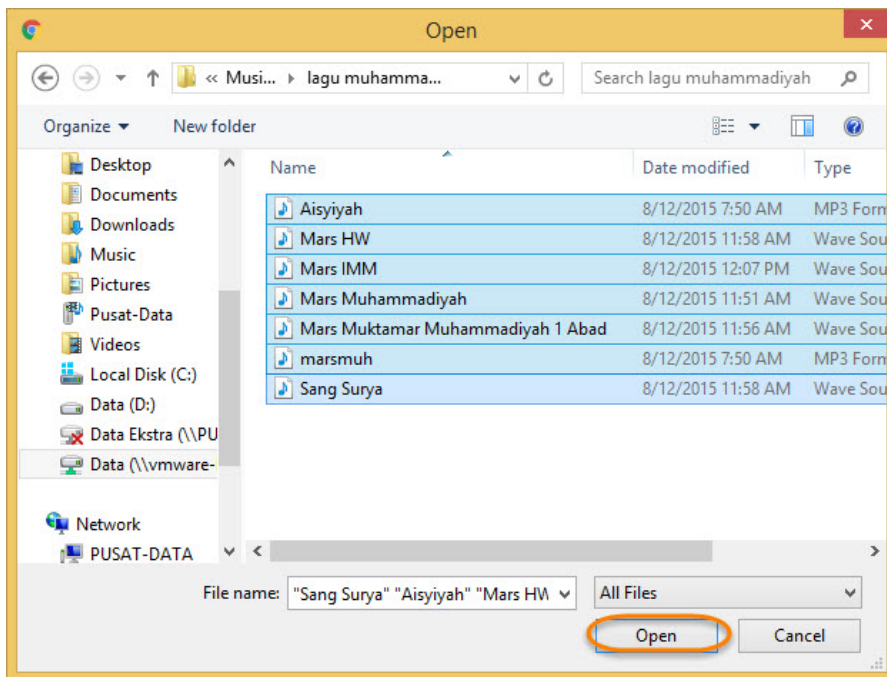 Open
« Musi... lagu muhamma... Search lagu muhammadiyah
Organize New folder
Desktop
Documents
Downloads
Music
Pictures
Pusat-Data
Videos
Local Disk (C:)
Data (D:)
Data Ekstra (\\PU
Data (\\vmware-
Network
PUSAT-DATA
Name Date modified Type
Aisyiyah 8/12/2015 7:50 AM MP3 Form
Mars HW 8/12/2015 11:58 AM Wave Sou
Mars IMM 8/12/2015 12:07 PM Wave Sou
Mars Muhammadiyah 8/12/2015 11:51 AM Wave Sou
Mars Muktamar Muhammadiyah 1 Abad 8/12/2015 11:56 AM Wave Sou
marsmuh 8/12/2015 7:50 AM MP3 Form
Sang Surya 8/12/2015 11:58 AM Wave Sou
File name: "Sang Surya" "Aisyiyah" "Mars HW All Files
Open Cancel